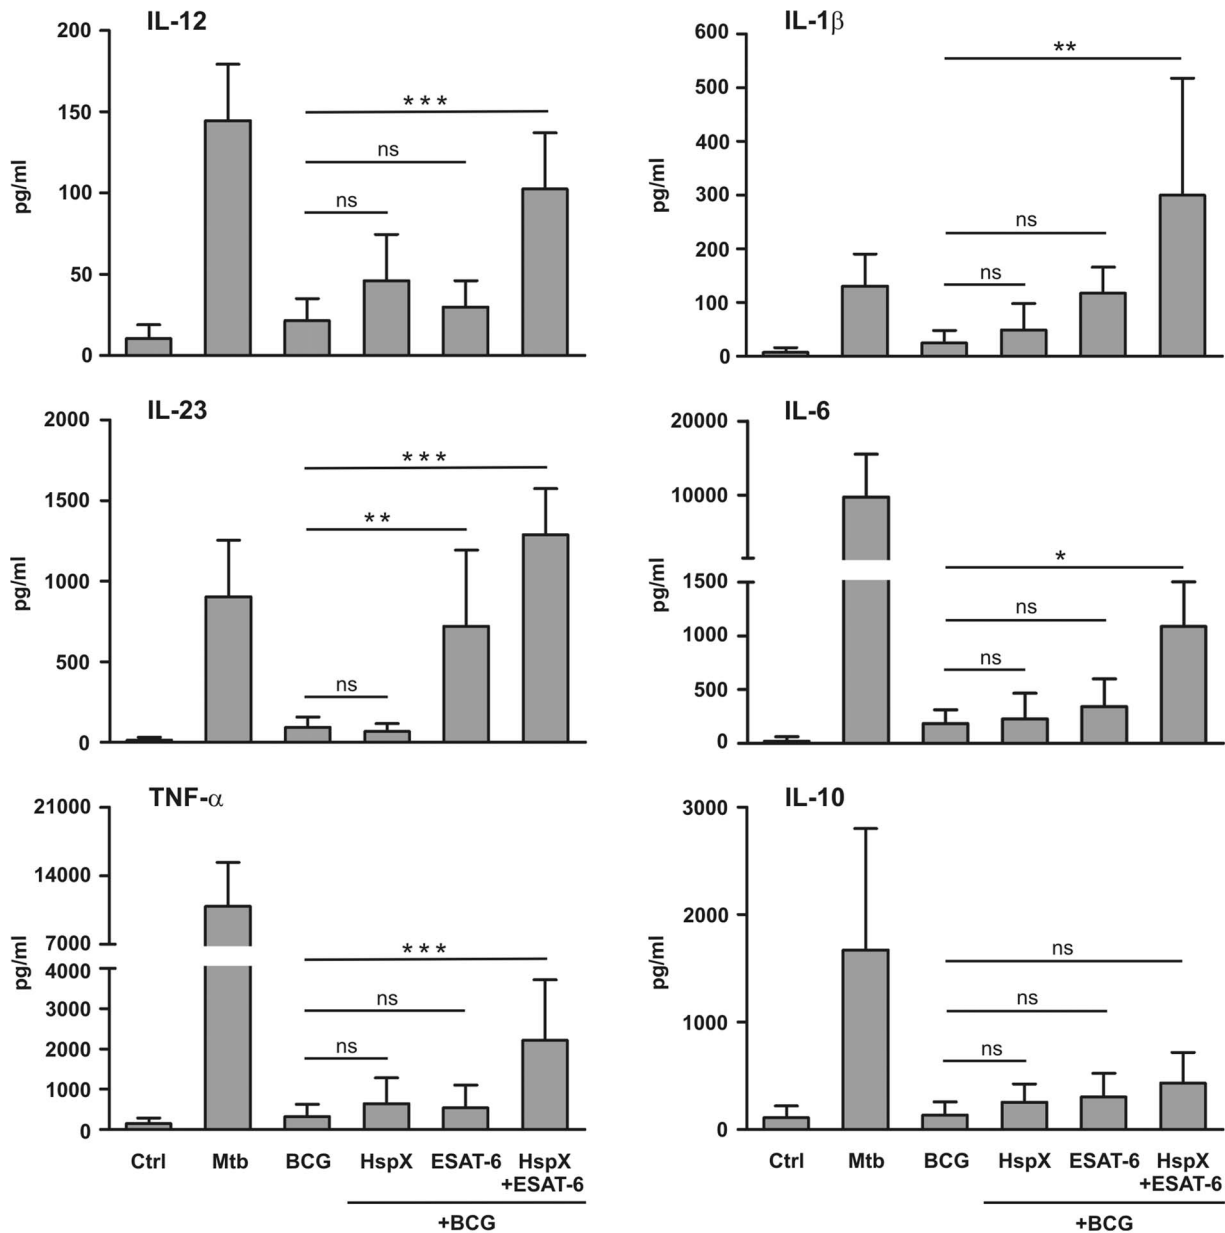 IL-12
200
150
100
50
0
pg/ml
***
ns
ns
IL-1β
600
500
400
300
200
100
0
pg/ml
**
ns
ns
IL-23
2000
1500
1000
500
0
pg/ml
***
**
ns
IL-6
20000
10000
1500
1000
500
0
pg/ml
*
ns
ns
TNF-α
21000
14000
7000
4000
3000
2000
1000
0
pg/ml
***
ns
ns
Ctrl Mtb BCG HspX ESAT-6 HspX
+ESAT-6
+BCG
IL-10
3000
2000
1000
0
pg/ml
ns
ns
ns
Ctrl Mtb BCG HspX ESAT-6 HspX
+ESAT-6
+BCG